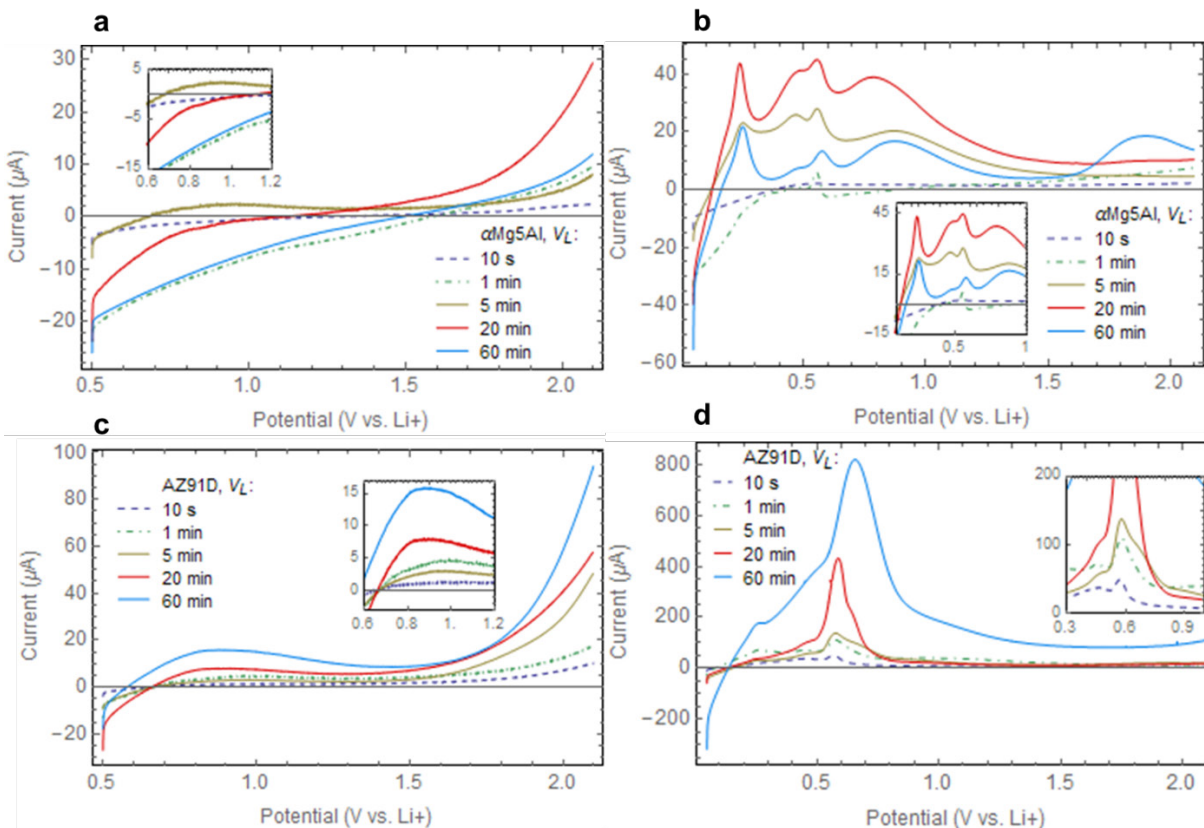 a
Current (μA)
30
20
10
0
−10
−20
5
−5
−15
0.6 0.8 1. 1.2
αMg5Al, VL:
10 s
1 min
5 min
20 min
60 min
0.5 1.0 1.5 2.0
Potential (V vs. Li+)
b
Current (μA)
40
20
0
−20
−40
−60
45
15
−15
0.5 1
αMg5Al, VL:
10 s
1 min
5 min
20 min
60 min
0.0 0.5 1.0 1.5 2.0
Potential (V vs. Li+)
c
Current (μA)
100
80
60
40
20
0
−20
AZ91D, VL:
10 s
1 min
5 min
20 min
60 min
15
10
5
0
0.6 0.8 1. 1.2
0.5 1.0 1.5 2.0
Potential (V vs. Li+)
d
Current (μA)
800
600
400
200
0
−200
AZ91D, VL:
10 s
1 min
5 min
20 min
60 min
200
100
0
0.3 0.6 0.9
0.0 0.5 1.0 1.5 2.0
Potential (V vs. Li+)